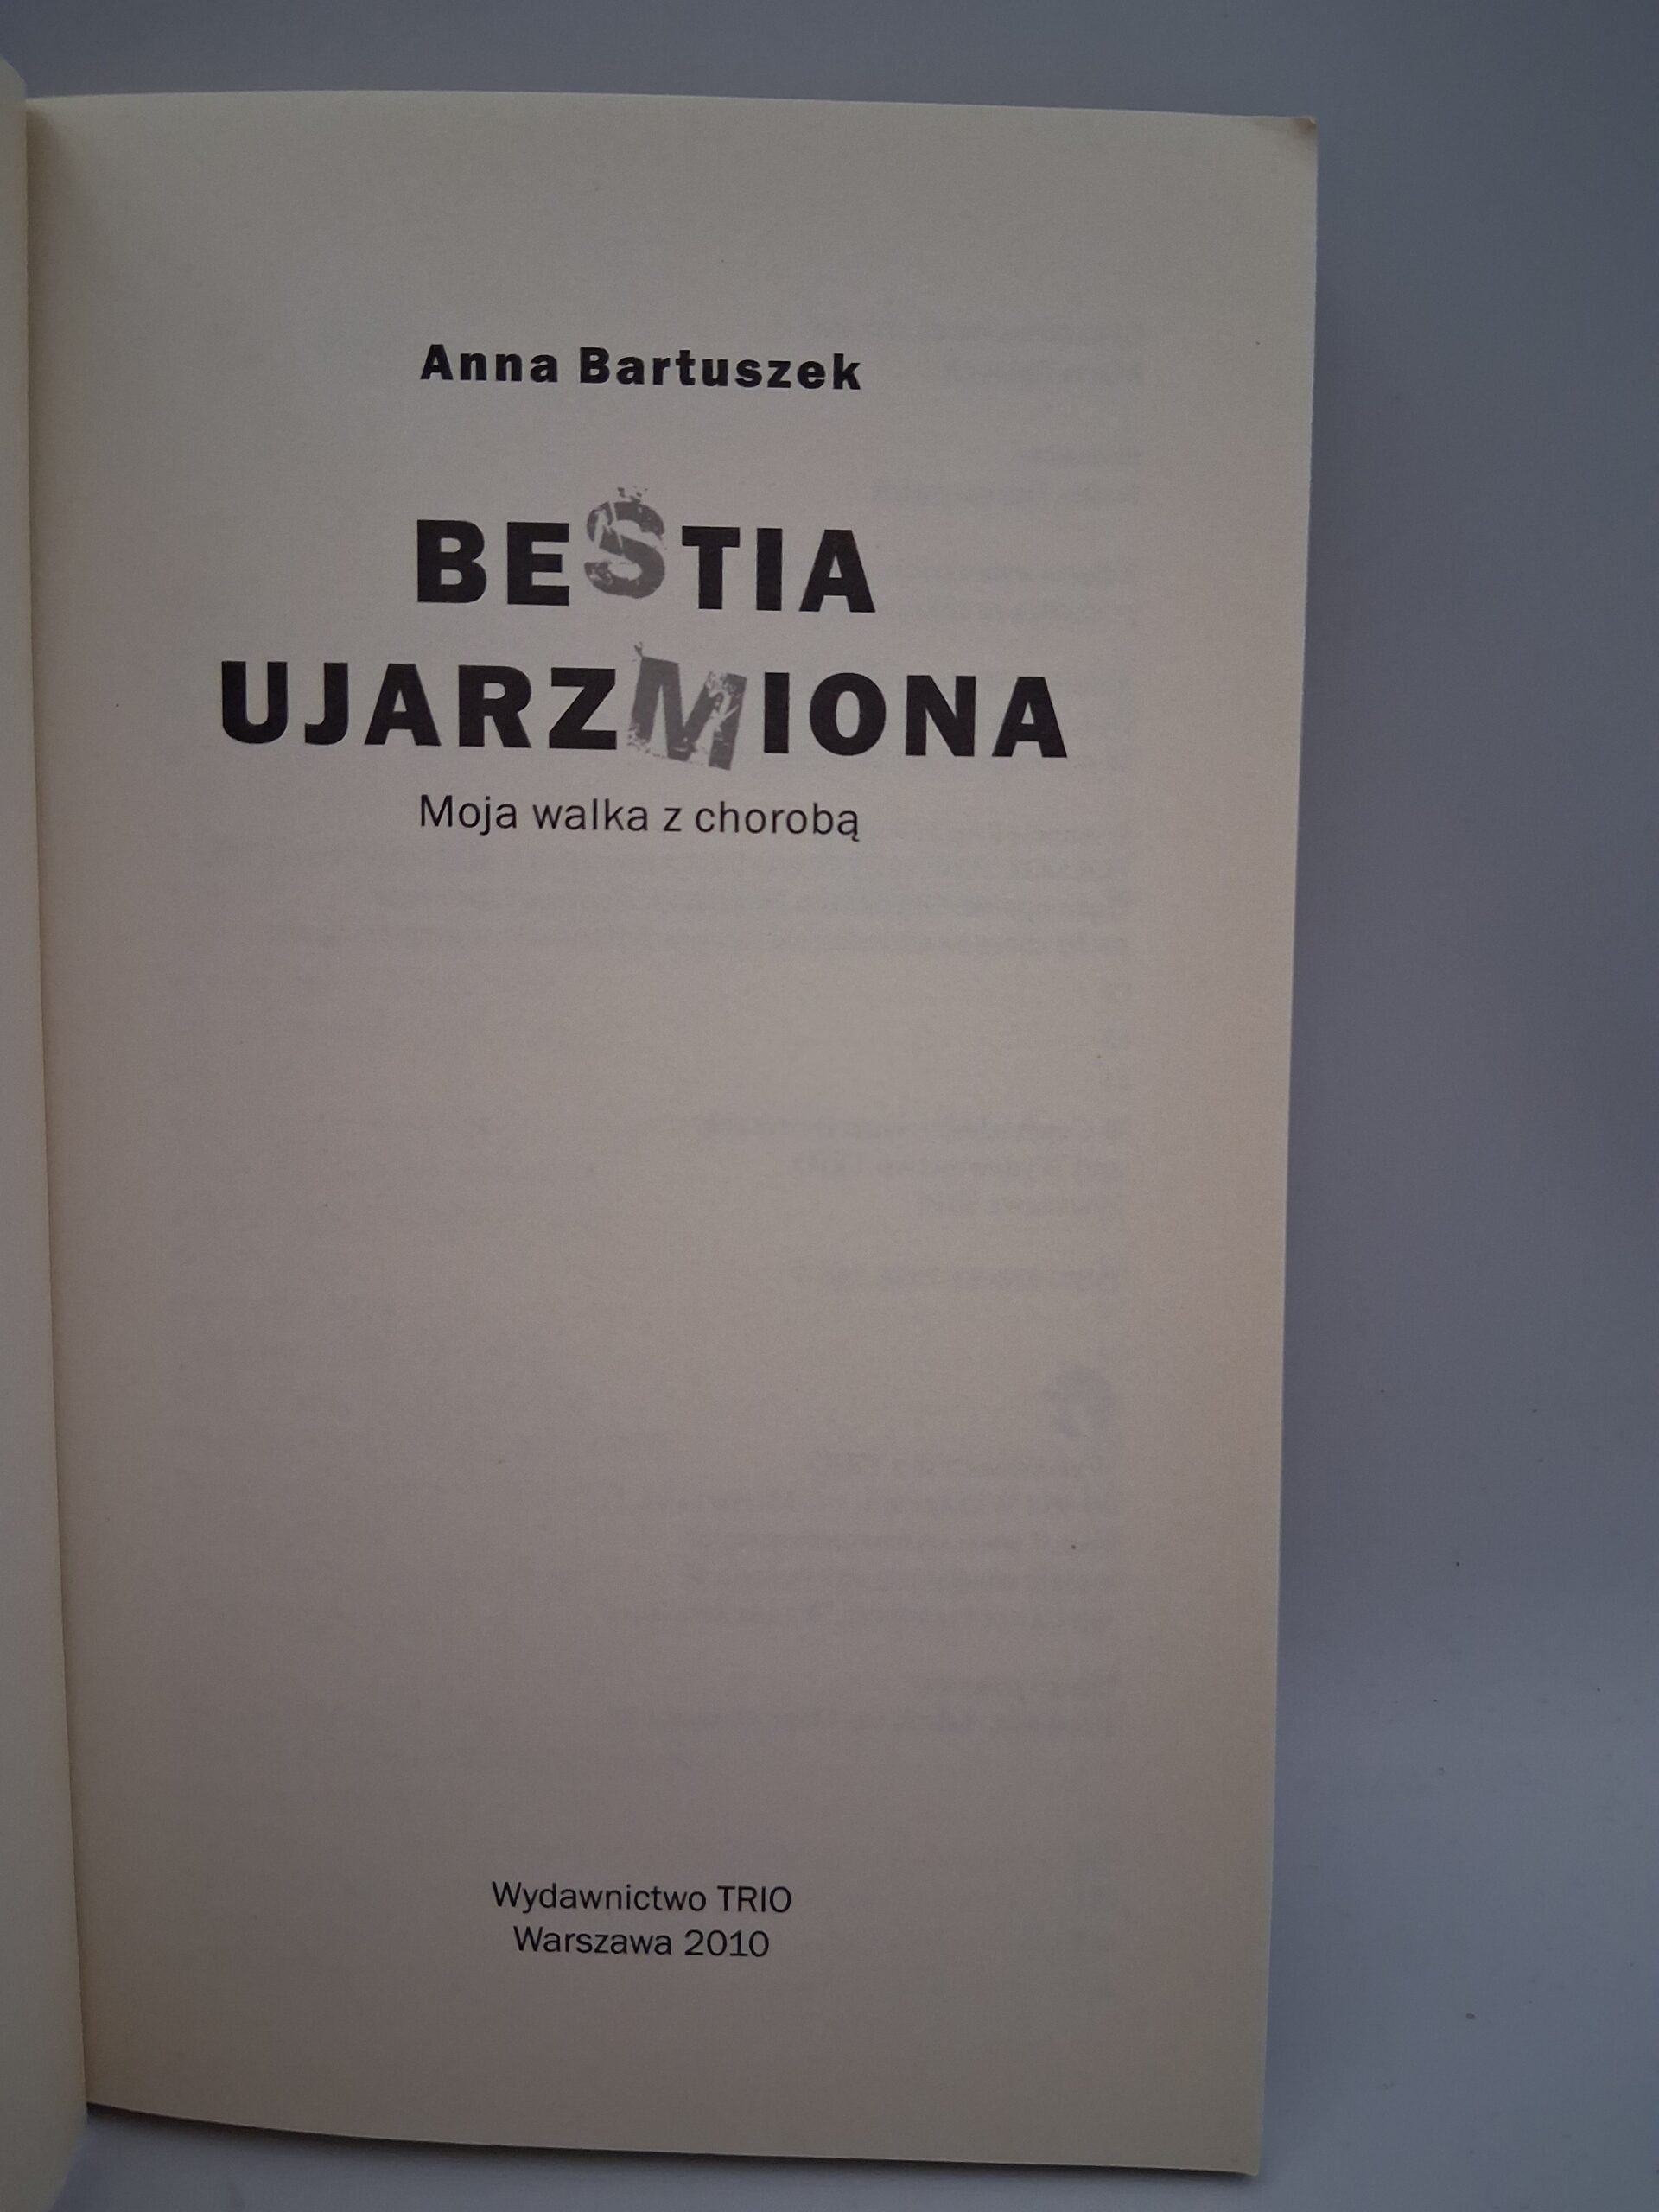 Anna Bartuszek
BESTIA
UJARZMIONA
Moja walka z chorobą
Wydawnictwo TRIO
Warszawa 2010